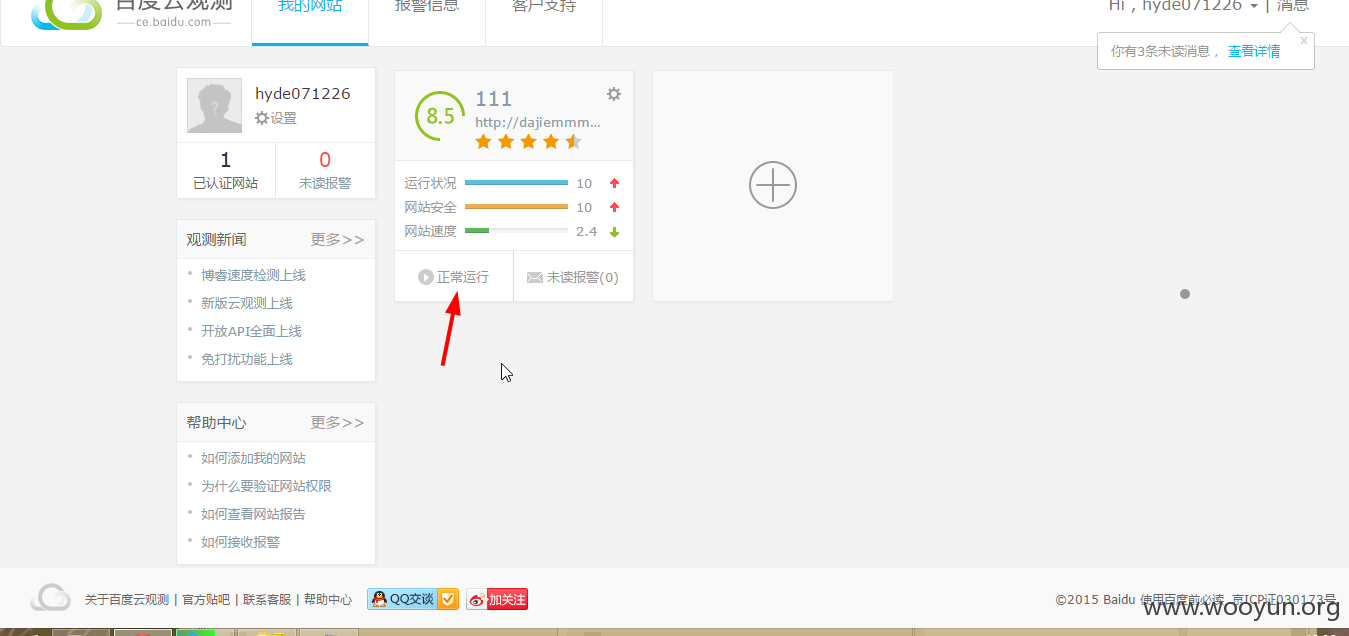 百度云观测
ce.baidu.com
我的网站
报警信息
客户支持
Hi , hyde071226 | 消息
你有3条未读消息， 查看详情 x
hyde071226
设置
1 0
已认证网站 未读报警
观测新闻 更多>>
博睿速度检测上线
新版云观测上线
开放API全面上线
免打扰功能上线
帮助中心 更多>>
如何添加我的网站
为什么要验证网站权限
如何查看网站报告
如何接收报警
8.5
111
http://dajiemmm...
运行状况 10
网站安全 10
网站速度 2.4
正常运行
未读报警(0)
关于百度云观测 | 官方贴吧 | 联系客服 | 帮助中心
QQ交谈
加关注
©2015 Baidu 使用百度前必读 京ICP证030173号
www.wooyun.org